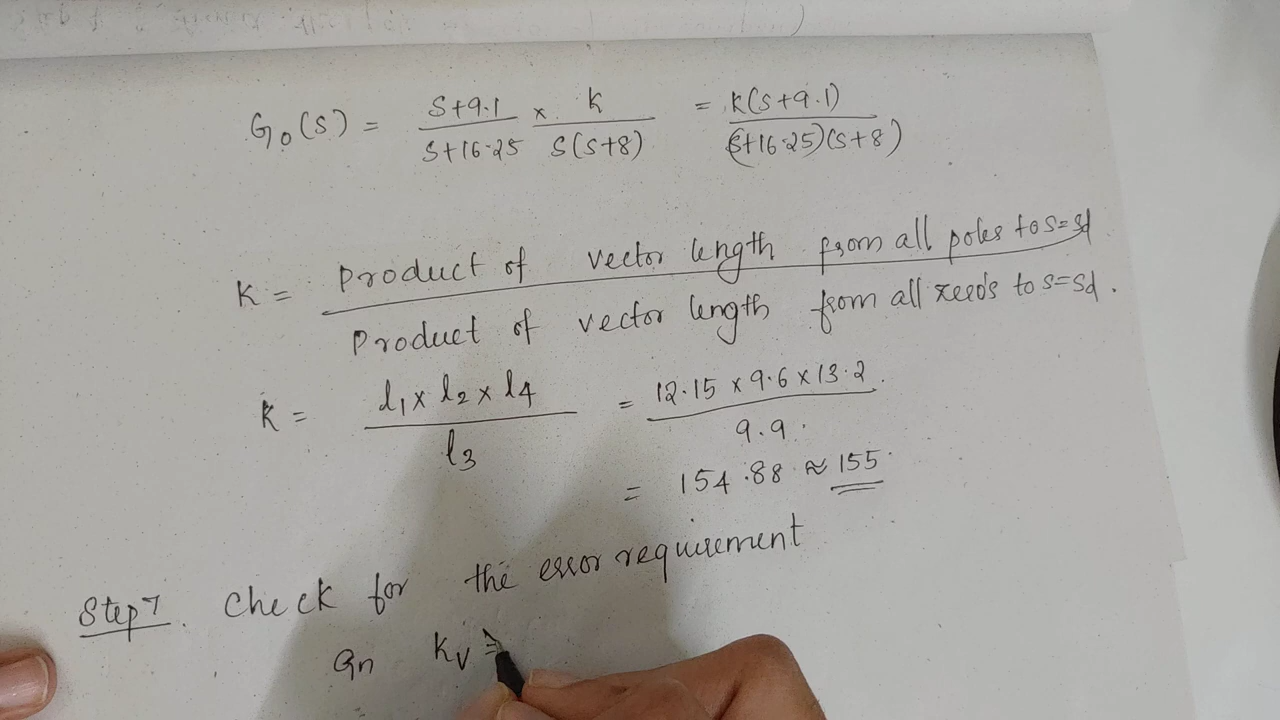 G₀(S) = S+9.1 / S+16.25 × K / S(S+8) = K(S+9.1) / (S+16.25)(S+8)
K = Product of vector length from all poles to s=sd / Product of vector length from all zero's to s=sd.
K = l₁ x l₂ x l₄ / l₃ = 12.15 x 9.6 x 13.2 / 9.9.
= 154.88 ≈ 155
Step 7. Check for the error requirement
Gn Kv =